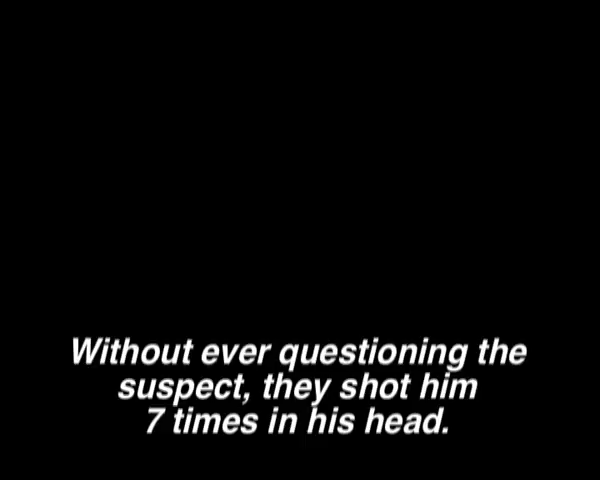 Without ever questioning the
suspect, they shot him
7 times in his head.